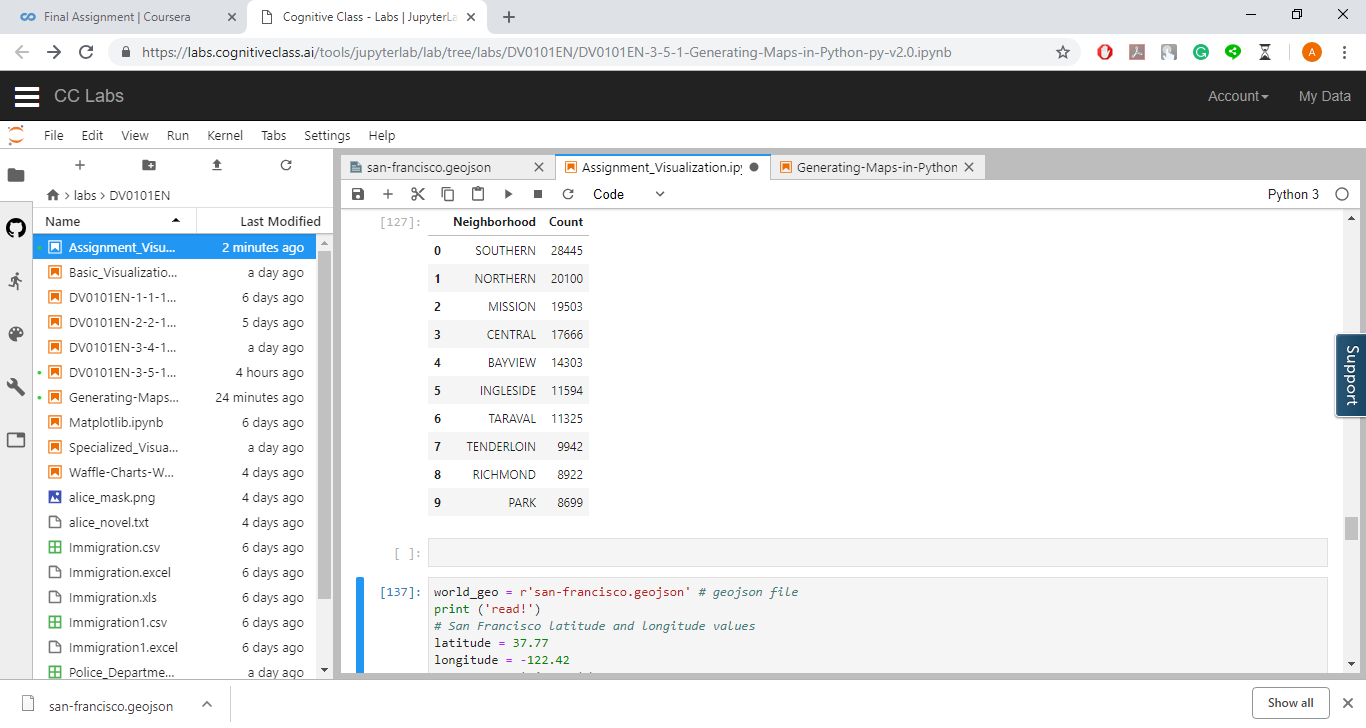 Final Assignment | Coursera
Cognitive Class - Labs | JupyterLa
https://labs.cognitiveclass.ai/tools/jupyterlab/lab/tree/labs/DV0101EN/DV0101EN-3-5-1-Generating-Maps-in-Python-py-v2.0.ipynb
A
CC Labs
Account
My Data
File Edit View Run Kernel Tabs Settings Help
labs > DV0101EN
Name Last Modified
Assignment_Visu... 2 minutes ago
Basic_Visualizatio... a day ago
DV0101EN-1-1-1... 6 days ago
DV0101EN-2-2-1... 5 days ago
DV0101EN-3-4-1... a day ago
DV0101EN-3-5-1... 4 hours ago
Generating-Maps... 24 minutes ago
Matplotlib.ipynb 6 days ago
Specialized_Visua... a day ago
Waffle-Charts-W... 4 days ago
alice_mask.png 4 days ago
alice_novel.txt 4 days ago
Immigration.csv 6 days ago
Immigration.excel 6 days ago
Immigration.xls 6 days ago
Immigration1.csv 6 days ago
Immigration1.excel 6 days ago
Police_Departme... a day ago
san-francisco.geojson
Assignment_Visualization.ipy
Generating-Maps-in-Python
Code
Python 3
[127]:
Neighborhood Count
0 SOUTHERN 28445
1 NORTHERN 20100
2 MISSION 19503
3 CENTRAL 17666
4 BAYVIEW 14303
5 INGLESIDE 11594
6 TARAVAL 11325
7 TENDERLOIN 9942
8 RICHMOND 8922
9 PARK 8699
[ ]:
[137]:
world_geo = r'san-francisco.geojson' # geojson file
print ('read!')
# San Francisco latitude and longitude values
latitude = 37.77
longitude = -122.42
Support
san-francisco.geojson
Show all